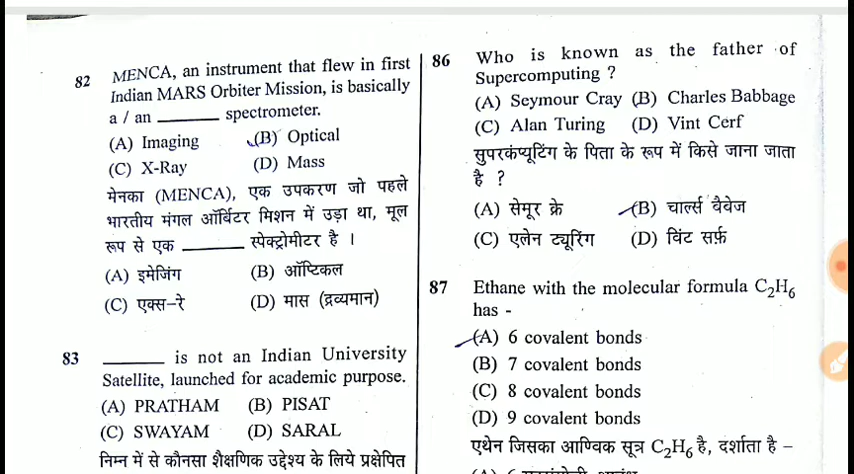 82 MENCA, an instrument that flew in first
Indian MARS Orbiter Mission, is basically
a / an ________ spectrometer.
(A) Imaging (B) Optical
(C) X-Ray (D) Mass
मेनका (MENCA), एक उपकरण जो पहले
भारतीय मंगल ऑर्बिटर मिशन में उड़ा था, मूल
रूप से एक ________ स्पेक्ट्रोमीटर है ।
(A) इमेजिंग (B) ऑप्टिकल
(C) एक्स-रे (D) मास (द्रव्यमान)
83 ________ is not an Indian University
Satellite, launched for academic purpose.
(A) PRATHAM (B) PISAT
(C) SWAYAM (D) SARAL
निम्न में से कौनसा शैक्षणिक उद्देश्य के लिये प्रक्षेपित
86 Who is known as the father of
Supercomputing ?
(A) Seymour Cray (B) Charles Babbage
(C) Alan Turing (D) Vint Cerf
सुपरकंप्यूटिंग के पिता के रूप में किसे जाना जाता
है ?
(A) सेमूर क्रे (B) चार्ल्स वैवेज
(C) एलेन ट्यूरिंग (D) विंट सर्फ़
87 Ethane with the molecular formula C₂H₆
has -
(A) 6 covalent bonds
(B) 7 covalent bonds
(C) 8 covalent bonds
(D) 9 covalent bonds
एथेन जिसका आण्विक सूत्र C₂H₆ है, दर्शाता है –